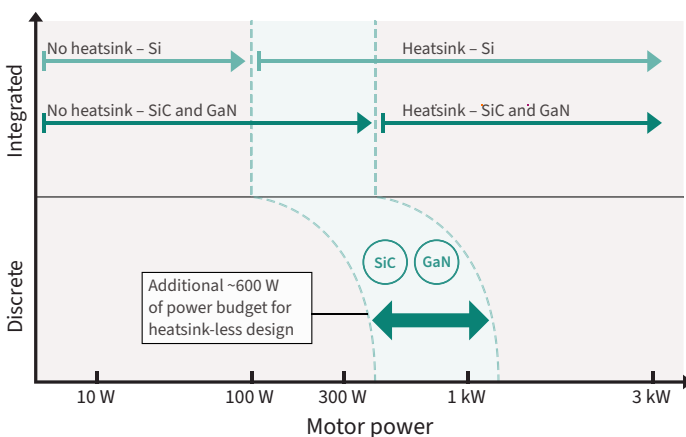 No heatsink – Si
Heatsink – Si
No heatsink – SiC and GaN
Heatsink – SiC and GaN
Integrated
Discrete
SiC
GaN
Additional ~600 W
of power budget for
heatsink-less design
10 W
100 W
300 W
1 kW
3 kW
Motor power